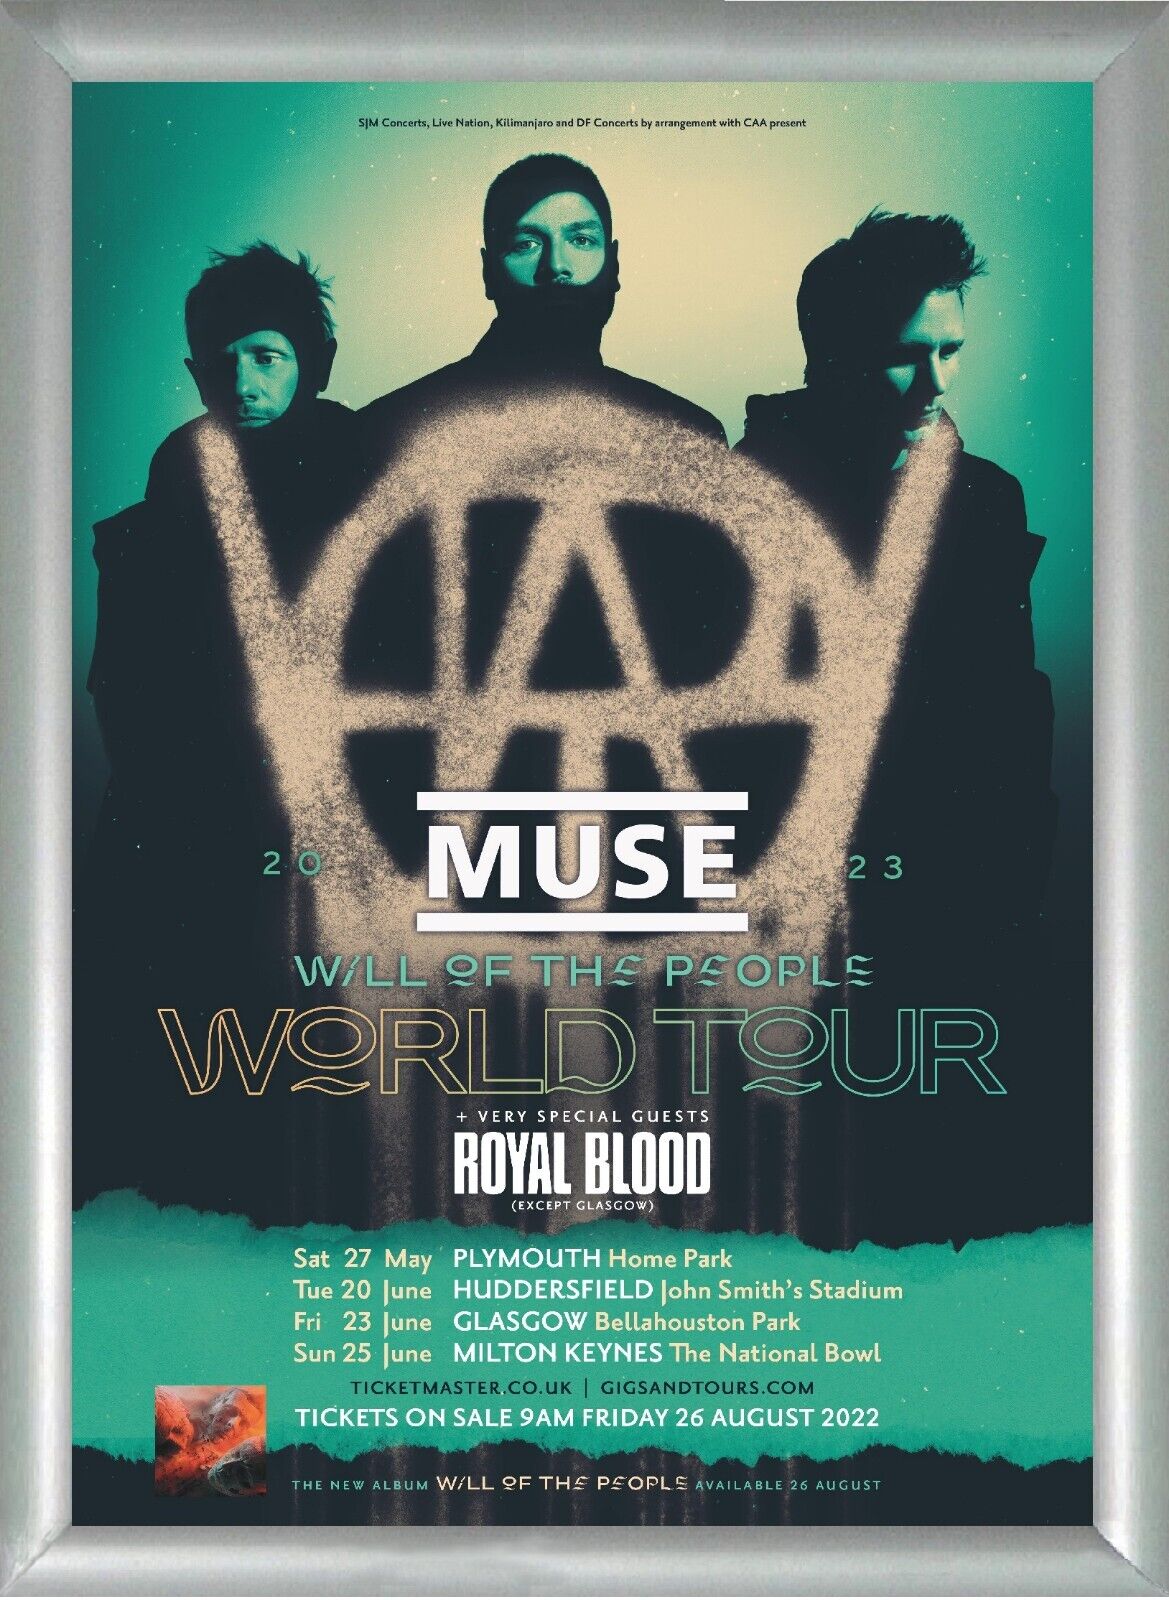 SJM Concerts, Live Nation, Kilimanjaro and DF Concerts by arrangement with CAA present
20 MUSE 23
WILL OF THE PEOPLE
WORLD TOUR
+ VERY SPECIAL GUESTS
ROYAL BLOOD
(EXCEPT GLASGOW)
Sat 27 May PLYMOUTH Home Park
Tue 20 June HUDDERSFIELD John Smith's Stadium
Fri 23 June GLASGOW Bellahouston Park
Sun 25 June MILTON KEYNES The National Bowl
TICKETMASTER.CO.UK | GIGSANDTOURS.COM
TICKETS ON SALE 9AM FRIDAY 26 AUGUST 2022
THE NEW ALBUM WILL OF THE PEOPLE AVAILABLE 26 AUGUST